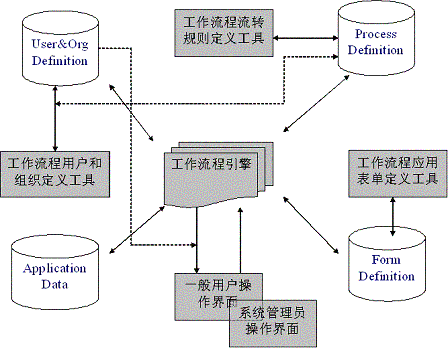 User&Org
Definition
工作流程流转
规则定义工具
Process
Definition
工作流程用户和
组织定义工具
工作流程引擎
工作流程应用
表单定义工具
Application
Data
一般用户操
作界面
系统管理员
操作界面
Form
Definition